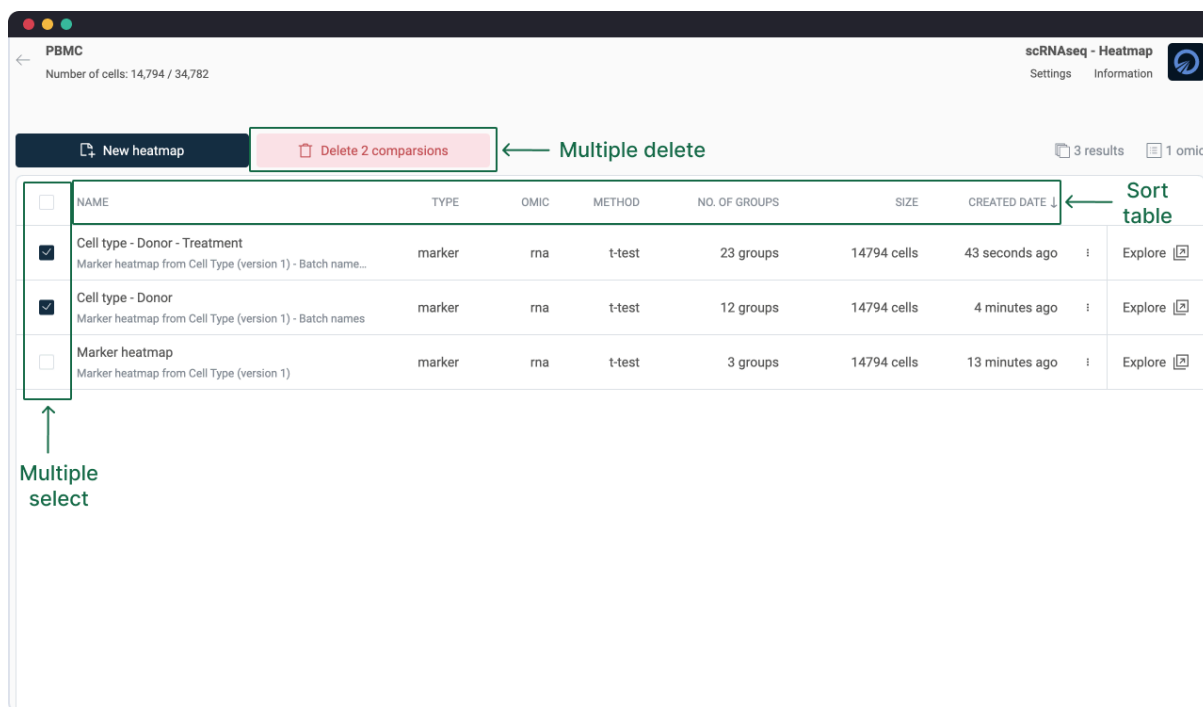 PBMC
Number of cells: 14,794 / 34,782
scRNAseq - Heatmap
Settings Information
New heatmap
Delete 2 comparsions
Multiple delete
3 results
1 omic
NAME TYPE OMIC METHOD NO. OF GROUPS SIZE CREATED DATE ↓
Sort
table
Cell type - Donor - Treatment
Marker heatmap from Cell Type (version 1) - Batch name...
marker rna t-test 23 groups 14794 cells 43 seconds ago Explore
Cell type - Donor
Marker heatmap from Cell Type (version 1) - Batch names
marker rna t-test 12 groups 14794 cells 4 minutes ago Explore
Marker heatmap
Marker heatmap from Cell Type (version 1)
marker rna t-test 3 groups 14794 cells 13 minutes ago Explore
Multiple
select